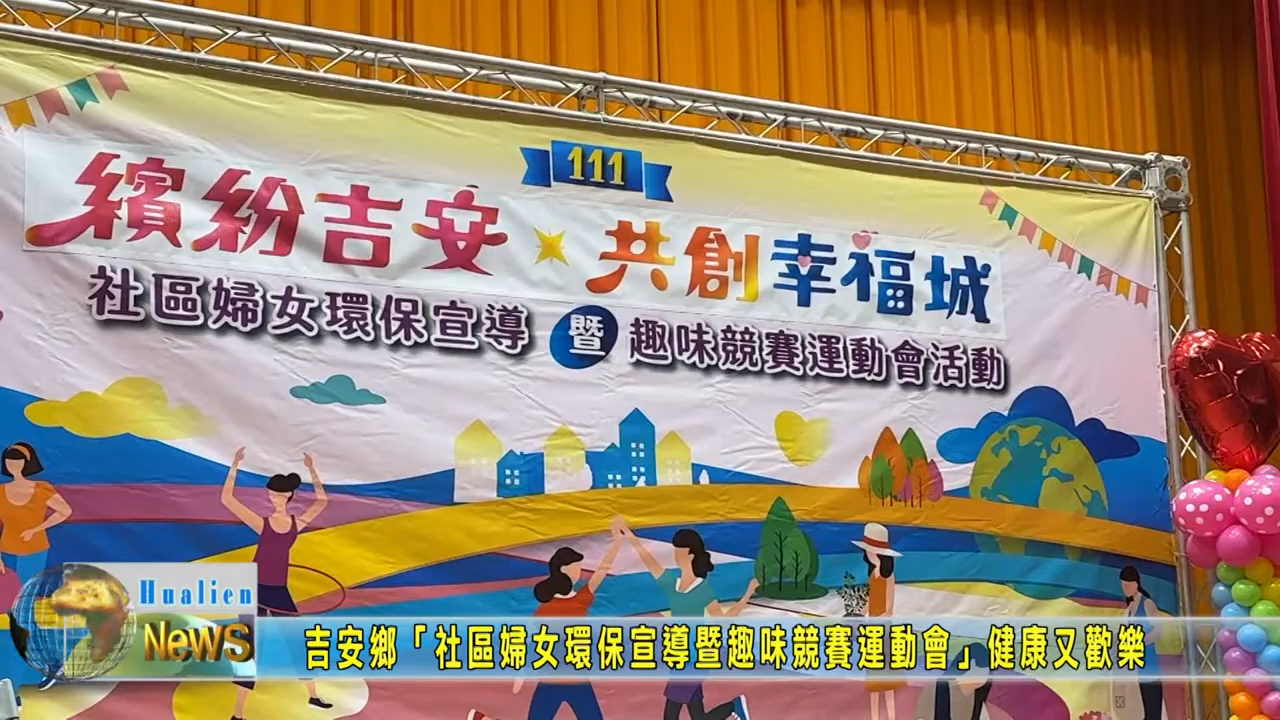 111
繽紛吉安 共創幸福城
社區婦女環保宣導 暨 趣味競賽運動會活動
Hualien
NewS
吉安鄉「社區婦女環保宣導暨趣味競賽運動會」健康又歡樂